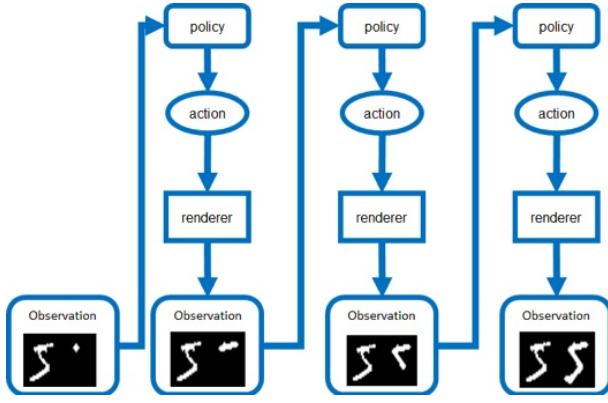 policy
policy
policy
action
action
action
renderer
renderer
renderer
Observation
Observation
Observation
Observation